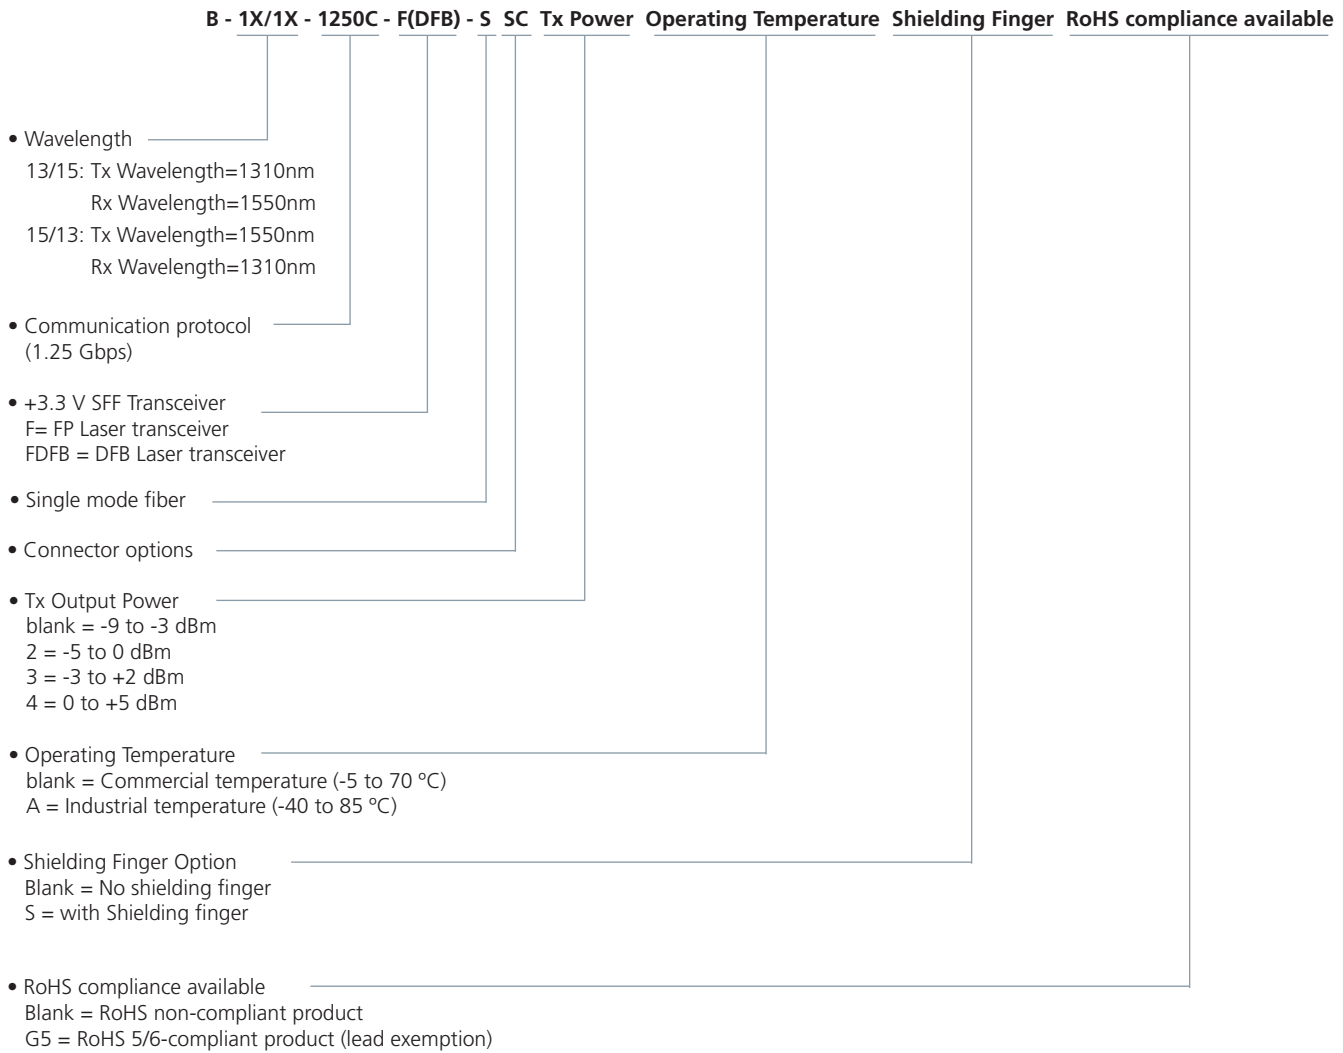 B - 1X/1X - 1250C - F(DFB) - S SC Tx Power Operating Temperature Shielding Finger RoHS compliance available
• Wavelength
13/15: Tx Wavelength=1310nm
Rx Wavelength=1550nm
15/13: Tx Wavelength=1550nm
Rx Wavelength=1310nm
• Communication protocol
(1.25 Gbps)
• +3.3 V SFF Transceiver
F= FP Laser transceiver
FDFB = DFB Laser transceiver
• Single mode fiber
• Connector options
• Tx Output Power
blank = -9 to -3 dBm
2 = -5 to 0 dBm
3 = -3 to +2 dBm
4 = 0 to +5 dBm
• Operating Temperature
blank = Commercial temperature (-5 to 70 ºC)
A = Industrial temperature (-40 to 85 ºC)
• Shielding Finger Option
Blank = No shielding finger
S = with Shielding finger
• RoHS compliance available
Blank = RoHS non-compliant product
G5 = RoHS 5/6-compliant product (lead exemption)